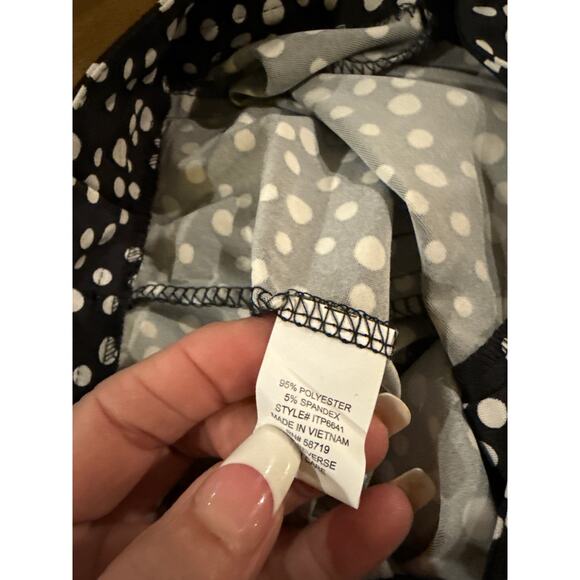 95% POLYESTER
5% SPANDEX
STYLE# ITP6641
MADE IN VIETNAM
58719